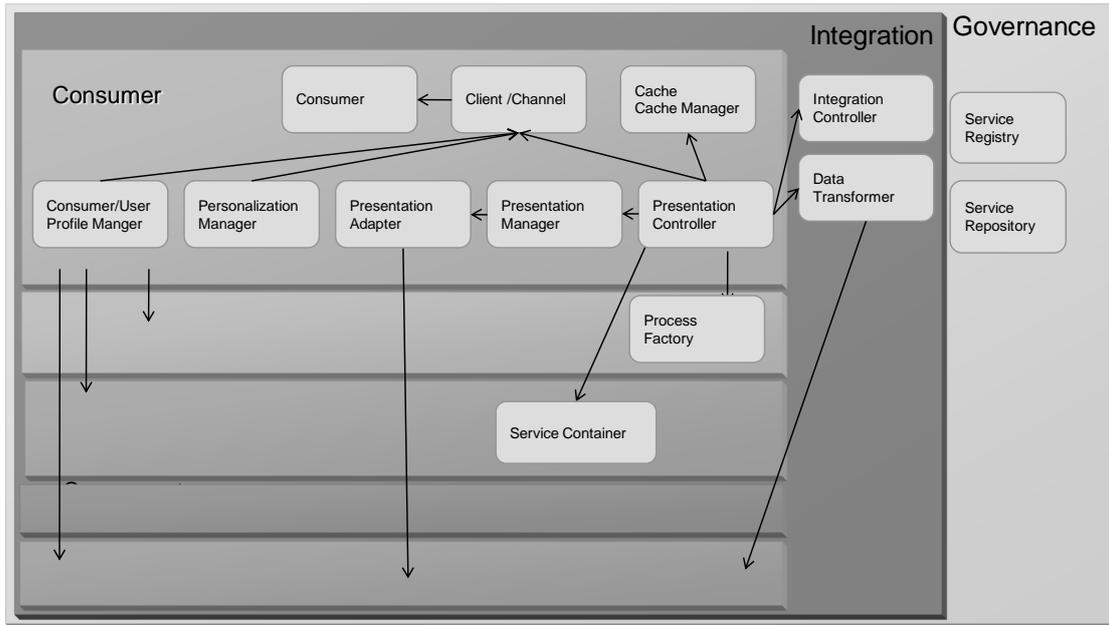 Integration
Governance
Consumer
Consumer
Client /Channel
Cache
Cache Manager
Integration
Controller
Service
Registry
Consumer/User
Profile Manger
Personalization
Manager
Presentation
Adapter
Presentation
Manager
Presentation
Controller
Data
Transformer
Service
Repository
Process
Factory
Service Container